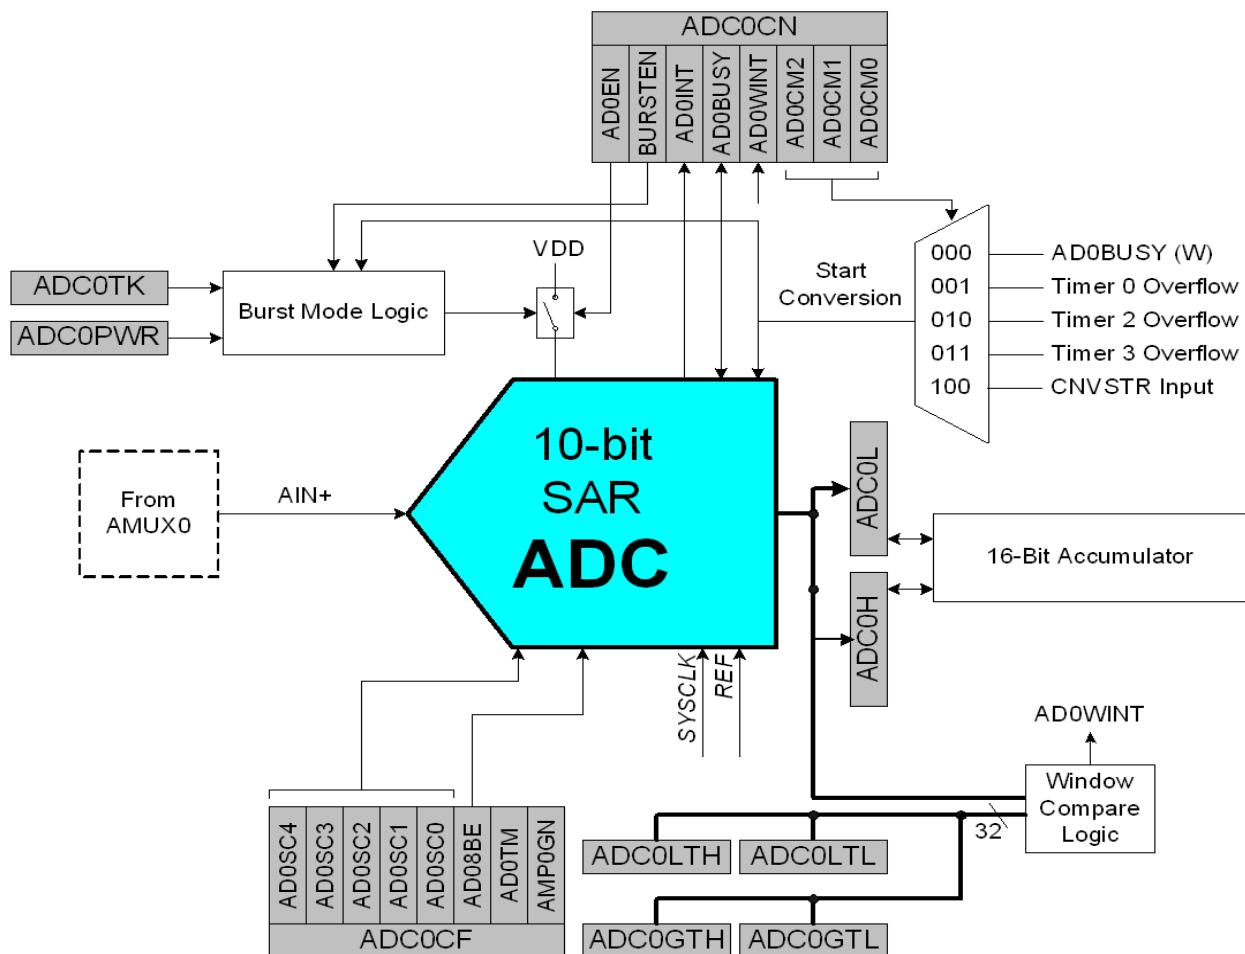 ADC0CN
AD0EN
BURSTEN
AD0INT
AD0BUSY
AD0WINT
AD0CM2
AD0CM1
AD0CM0
VDD
000
AD0BUSY (W)
ADC0TK
Burst Mode Logic
Start
Conversion
001
Timer 0 Overflow
ADC0PWR
010
Timer 2 Overflow
011
Timer 3 Overflow
100
CNVSTR Input
10-bit
SAR
ADC
From
AMUX0
AIN+
ADC0L
16-Bit Accumulator
ADC0H
SYSCLK
REF
AD0WINT
Window
Compare
Logic
32
AD0SC4
AD0SC3
AD0SC2
AD0SC1
AD0SC0
AD08BE
AD0TM
AMP0GN
ADC0CF
ADC0LTH
ADC0LTL
ADC0GTH
ADC0GTL